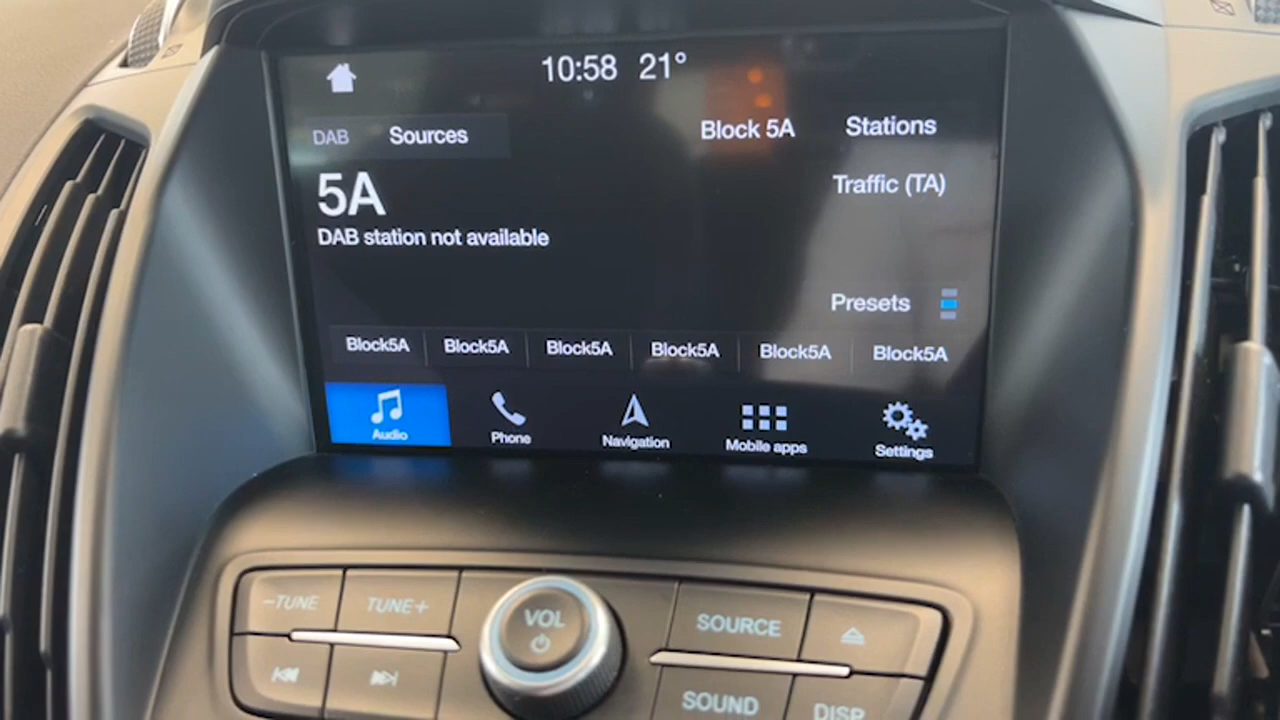 10:58 21°
DAB Sources Block 5A Stations
5A Traffic (TA)
DAB station not available
Presets
Block5A Block5A Block5A Block5A Block5A Block5A
Audio Phone Navigation Mobile apps Settings
-TUNE TUNE+ VOL SOURCE
SOUND DISP